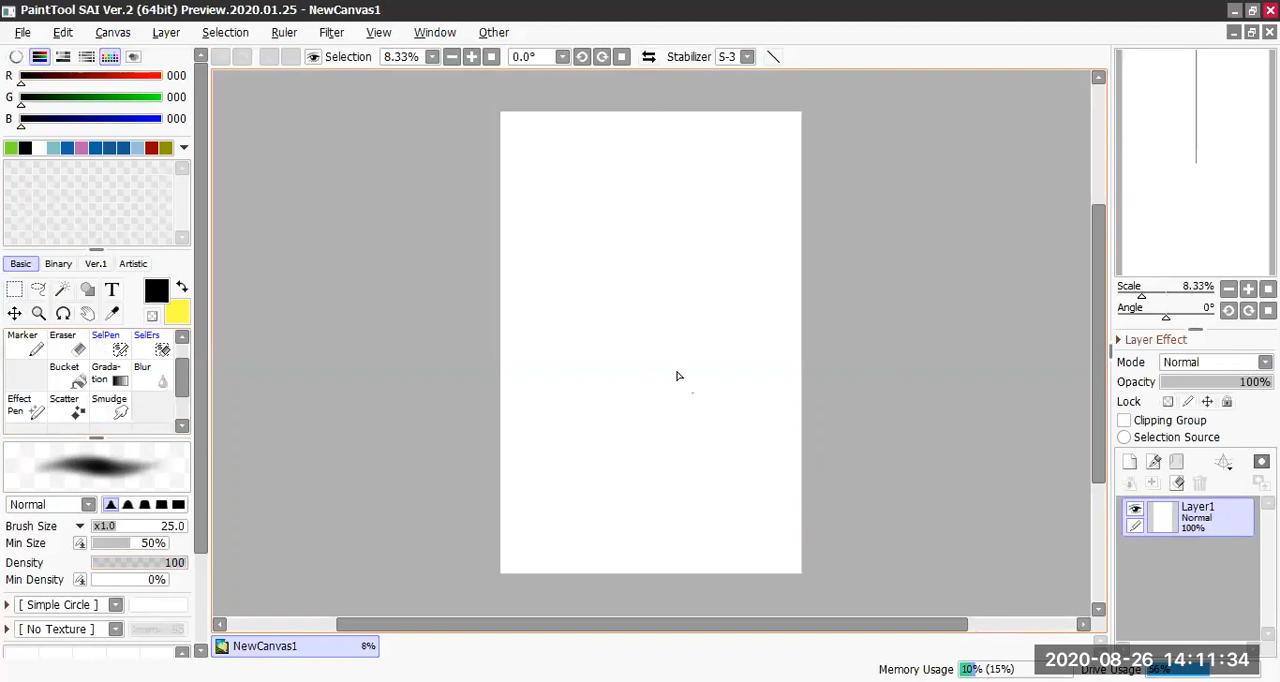 PaintTool SAI Ver.2 (64bit) Preview.2020.01.25 - NewCanvas1
File Edit Canvas Layer Selection Ruler Filter View Window Other
Selection 8.33% 0.0° Stabilizer S-3
R 000
G 000
B 000
Basic Binary Ver.1 Artistic
T
Marker Eraser SelPen SelErs
Bucket Grada-tion Blur
Effect Pen Scatter Smudge
Normal
Brush Size x1.0 25.0
Min Size 50%
Density 100
Min Density 0%
[ Simple Circle ]
[ No Texture ]
Scale 8.33%
Angle 0°
Layer Effect
Mode Normal
Opacity 100%
Lock
Clipping Group
Selection Source
Layer1
Normal
100%
NewCanvas1 8%
Memory Usage 10% (15%) Drive Usage 56%
2020-08-26 14:11:34